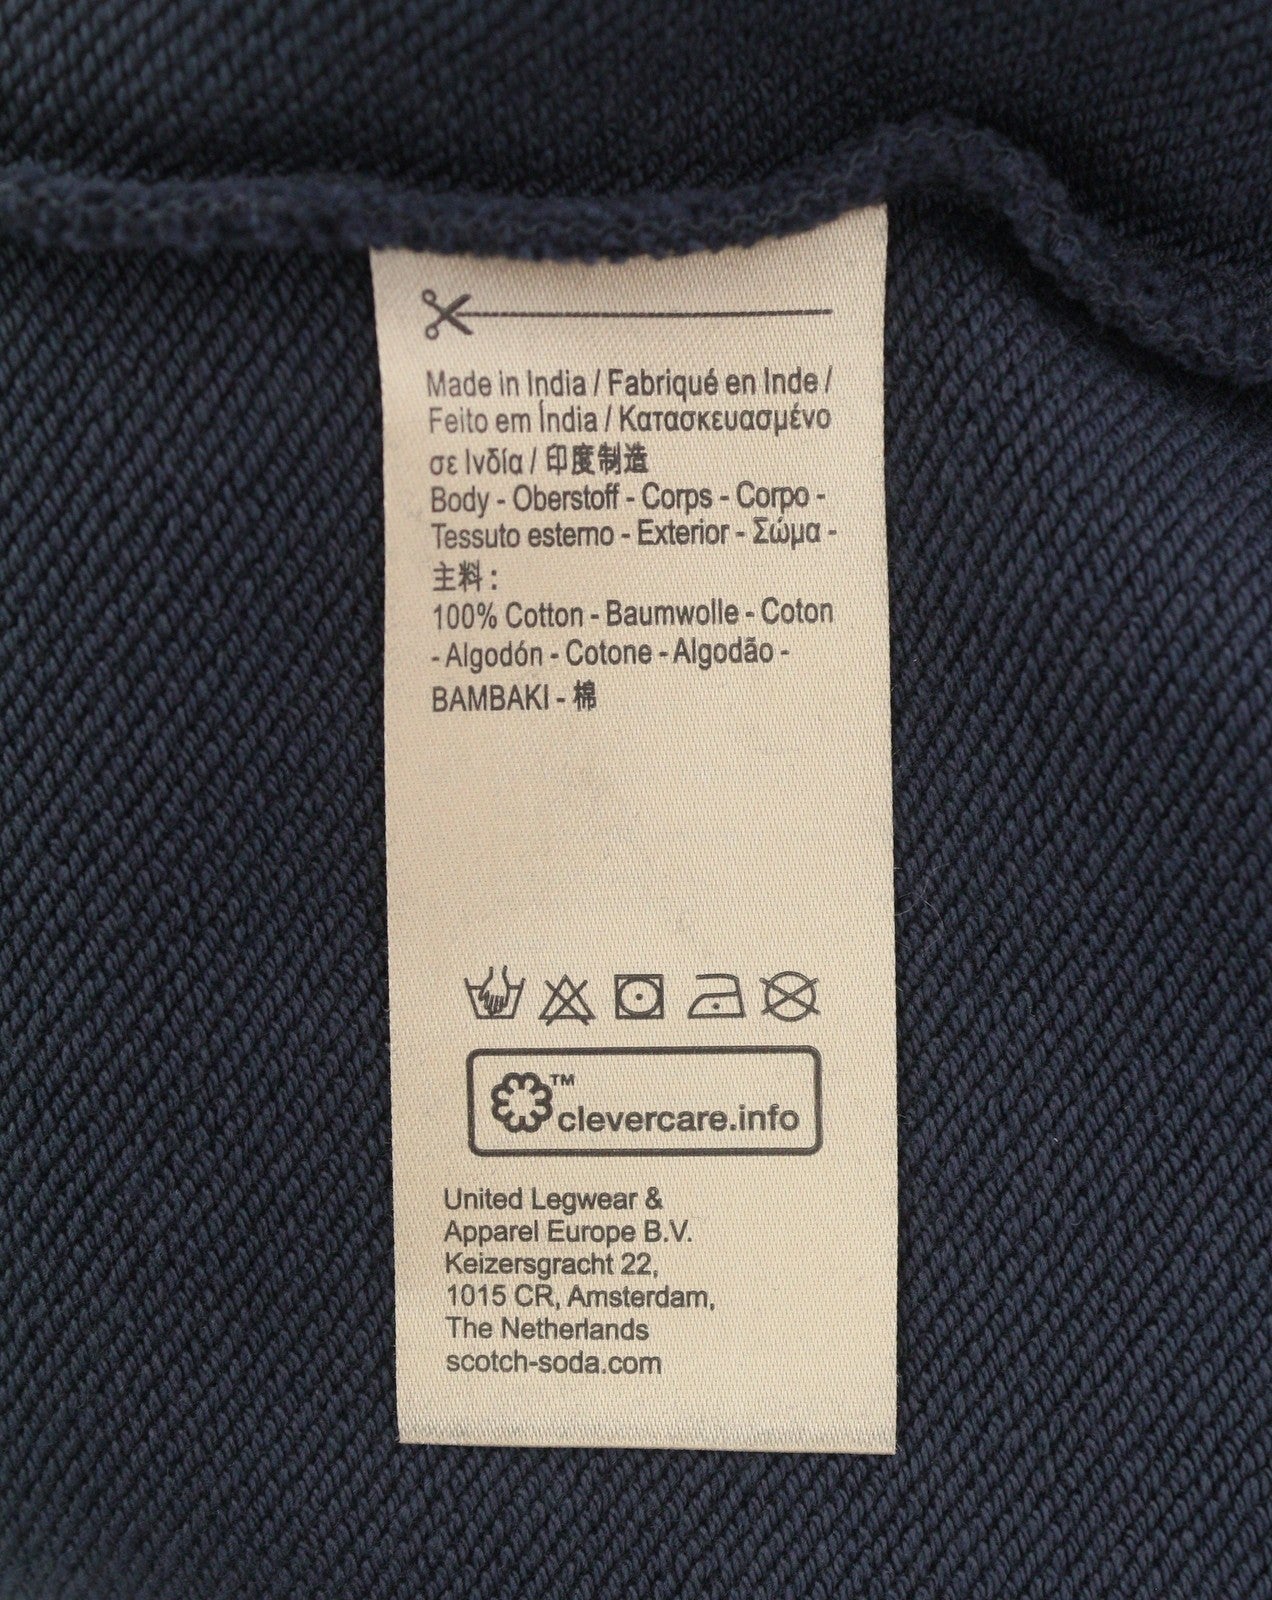 Made in India / Fabriqué en Inde /
Feito em Índia / Κατασκευασμένο
σε Ινδία / 印度制造
Body - Oberstoff - Corps - Corpo -
Tessuto esterno - Exterior - Σώμα -
主料 :
100% Cotton - Baumwolle - Coton
- Algodón - Cotone - Algodão -
BAMBAKI - 棉
™
clevercare.info
United Legwear &
Apparel Europe B.V.
Keizersgracht 22,
1015 CR, Amsterdam,
The Netherlands
scotch-soda.com